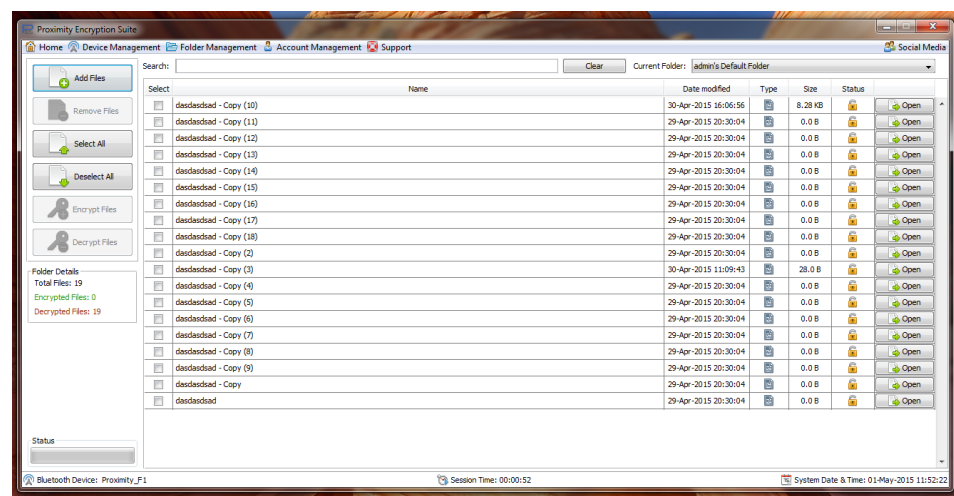 Proximity Encryption Suite
Home Device Management Folder Management Account Management Support Social Media
Search: Clear Current Folder: admin's Default Folder
Add Files
Remove Files
Select All
Deselect All
Encrypt Files
Decrypt Files
Folder Details
Total Files: 19
Encrypted Files: 0
Decrypted Files: 19
Status
Select Name Date modified Type Size Status
dasdasdsad - Copy (10) 30-Apr-2015 16:06:56 8.28 KB Open
dasdasdsad - Copy (11) 29-Apr-2015 20:30:04 0.0 B Open
dasdasdsad - Copy (12) 29-Apr-2015 20:30:04 0.0 B Open
dasdasdsad - Copy (13) 29-Apr-2015 20:30:04 0.0 B Open
dasdasdsad - Copy (14) 29-Apr-2015 20:30:04 0.0 B Open
dasdasdsad - Copy (15) 29-Apr-2015 20:30:04 0.0 B Open
dasdasdsad - Copy (16) 29-Apr-2015 20:30:04 0.0 B Open
dasdasdsad - Copy (17) 29-Apr-2015 20:30:04 0.0 B Open
dasdasdsad - Copy (18) 29-Apr-2015 20:30:04 0.0 B Open
dasdasdsad - Copy (2) 29-Apr-2015 20:30:04 0.0 B Open
dasdasdsad - Copy (3) 30-Apr-2015 11:09:43 28.0 B Open
dasdasdsad - Copy (4) 29-Apr-2015 20:30:04 0.0 B Open
dasdasdsad - Copy (5) 29-Apr-2015 20:30:04 0.0 B Open
dasdasdsad - Copy (6) 29-Apr-2015 20:30:04 0.0 B Open
dasdasdsad - Copy (7) 29-Apr-2015 20:30:04 0.0 B Open
dasdasdsad - Copy (8) 29-Apr-2015 20:30:04 0.0 B Open
dasdasdsad - Copy (9) 29-Apr-2015 20:30:04 0.0 B Open
dasdasdsad - Copy 29-Apr-2015 20:30:04 0.0 B Open
dasdasdsad 29-Apr-2015 20:30:04 0.0 B Open
Bluetooth Device: Proximity_F1 Session Time: 00:00:52 System Date & Time: 01-May-2015 11:52:22